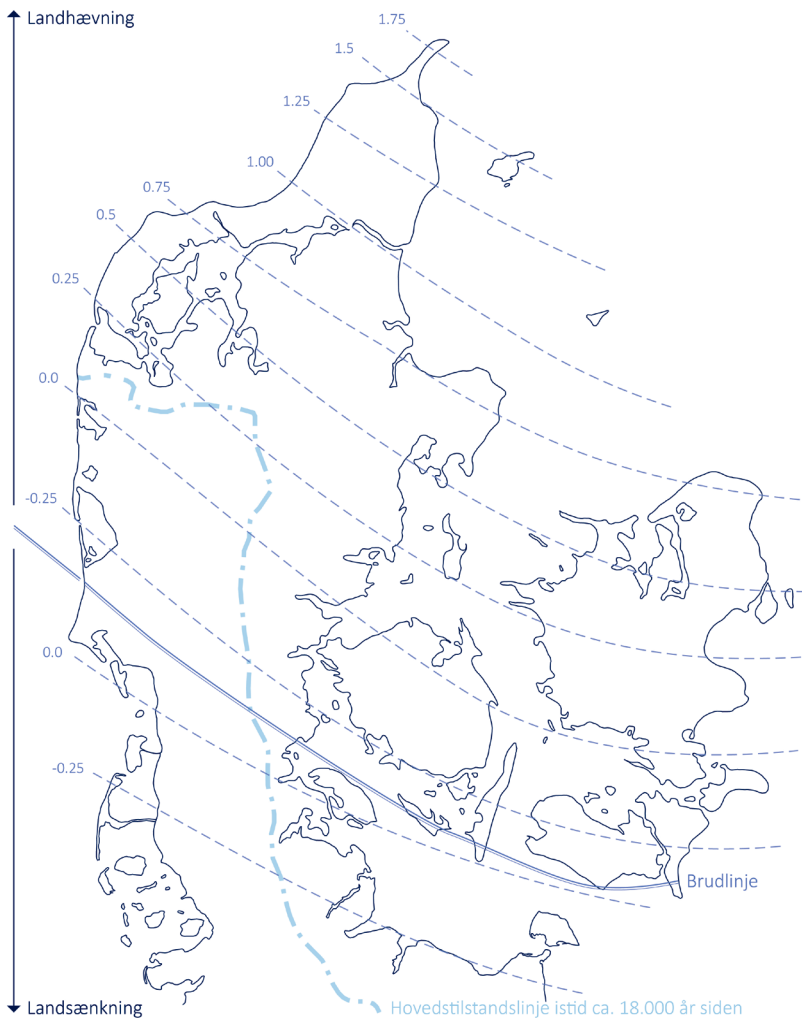 Landhævning
1.75
1.5
1.25
1.00
0.75
0.5
0.25
0.0
-0.25
0.0
-0.25
Brudlinje
Landsænkning
Hovedstilstandslinje istid ca. 18.000 år siden